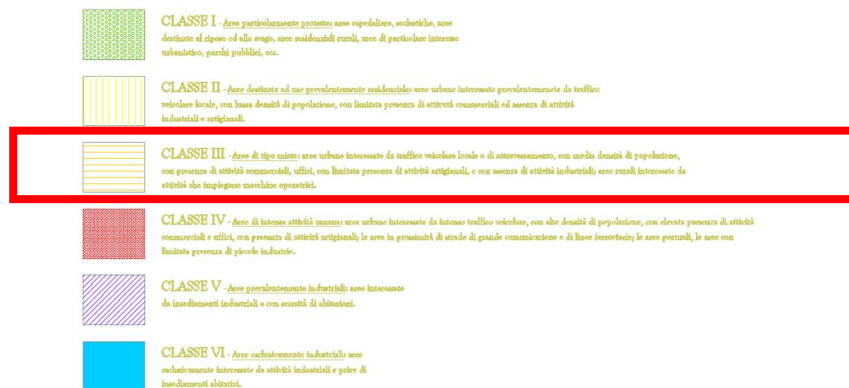 CLASSE I - Aree particolarmente protette: aree ospedaliere, scolastiche, aree
destinate al riposo ed allo svago, aree residenziali rurali, aree di particolare interesse
urbanistico, parchi pubblici, ecc.
CLASSE II - Aree destinate ad uso prevalentemente residenziale: aree urbane interessate prevalentemenete da traffico
veicolare locale, con bassa densità di popolazione, con limitata presenza di attività commerciali ed assenza di attività
industriali e artigianali.
CLASSE III - Aree di tipo misto: aree urbane interessate da traffico veicolare locale o di attraversamento, con media densità di popolazione,
con presenza di attività commerciali, uffici, con limitata presenza di attività artigianali, e con assenza di attività industriali; aree rurali interessate da
attività che impiegano macchine operatrici.
CLASSE IV - Aree di intensa attività umana: aree urbane interessate da intenso traffico veicolare, con alte densità di popolazione, con elevata presenza di attività
commerciali e uffici, con presenza di attività artigianali; le aree in prossimità di strade di grande comunicazione e di linee ferroviarie; le aree portuali, le aree con
limitata presenza di piccole industrie.
CLASSE V - Aree prevalentemente industriali: aree interessate
da insediamenti industriali e con scarsità di abitazioni.
CLASSE VI - Aree esclusivamente industriali: aree
esclusivamente interessate da attività industriali e prive di
insediamenti abitativi.